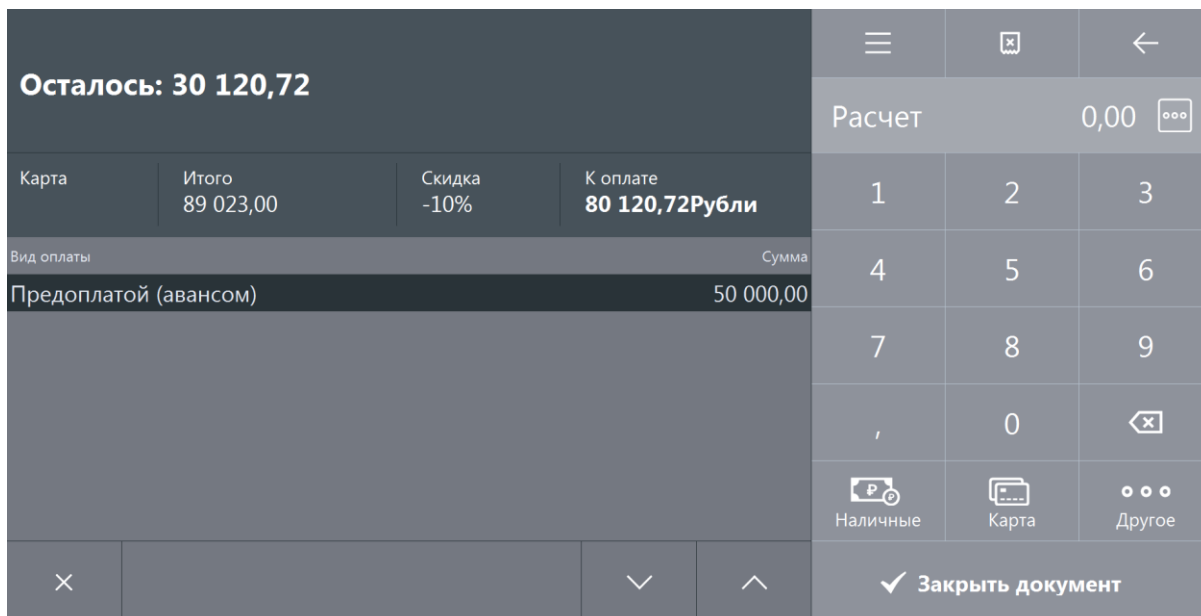 Осталось: 30 120,72
Карта Итого Скидка К оплате
89 023,00 -10% 80 120,72Рубли
Вид оплаты Сумма
Предоплатой (авансом) 50 000,00
Расчет 0,00
1 2 3
4 5 6
7 8 9
, 0
Наличные Карта Другое
Закрыть документ